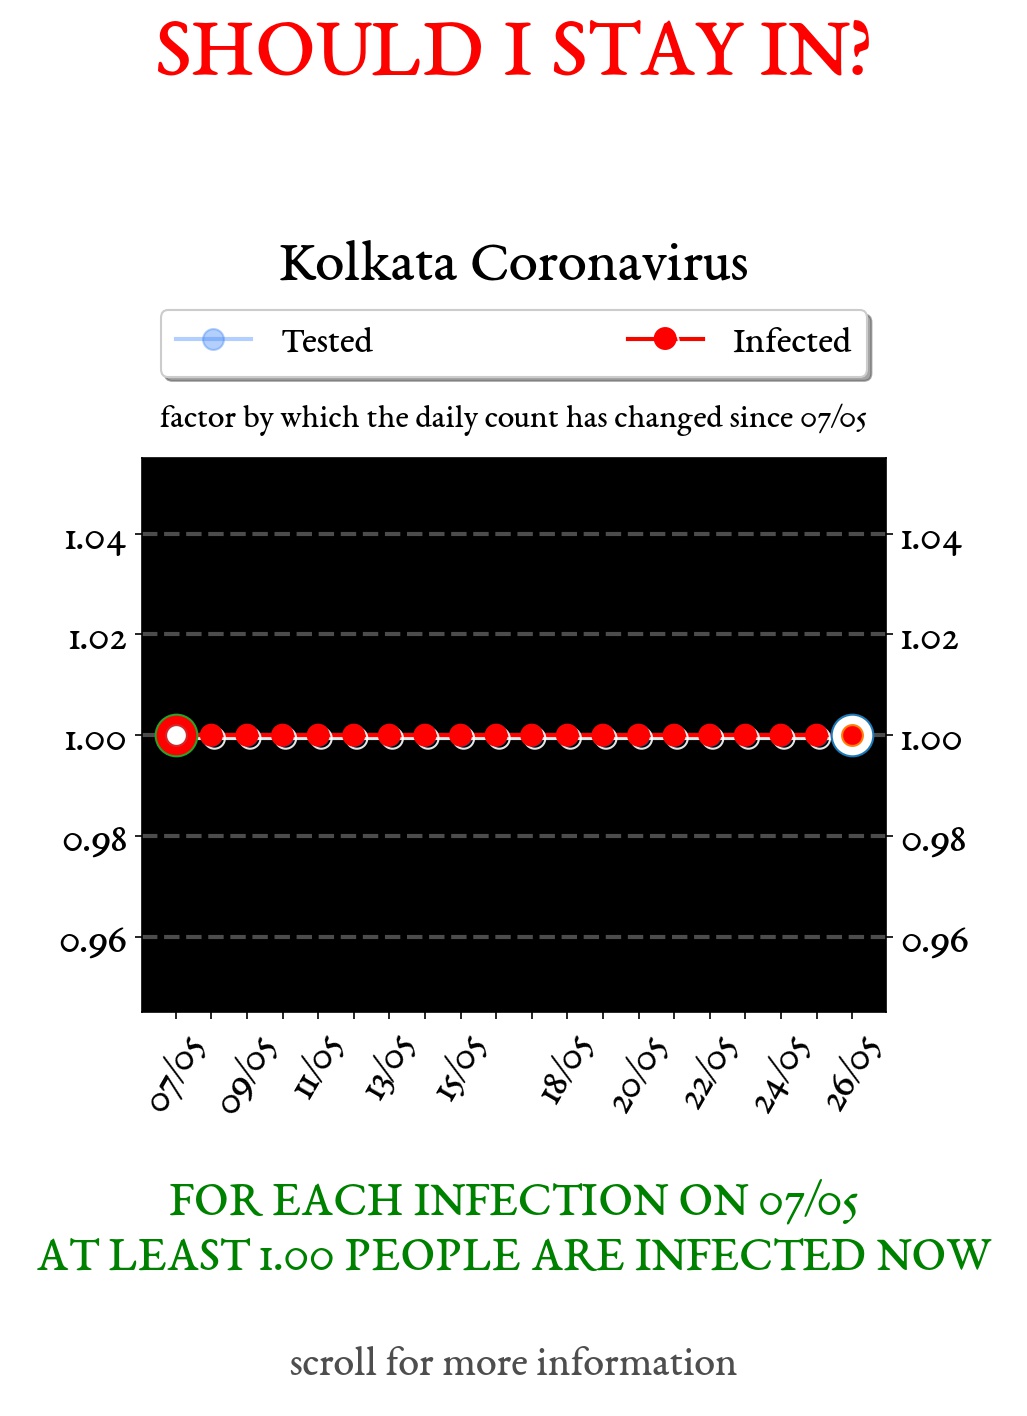 SHOULD I STAY IN?
Kolkata Coronavirus
Tested Infected
factor by which the daily count has changed since 07/05
1.04 1.04
1.02 1.02
1.00 1.00
0.98 0.98
0.96 0.96
07/05 09/05 11/05 13/05 15/05 18/05 20/05 22/05 24/05 26/05
FOR EACH INFECTION ON 07/05
AT LEAST 1.00 PEOPLE ARE INFECTED NOW
scroll for more information